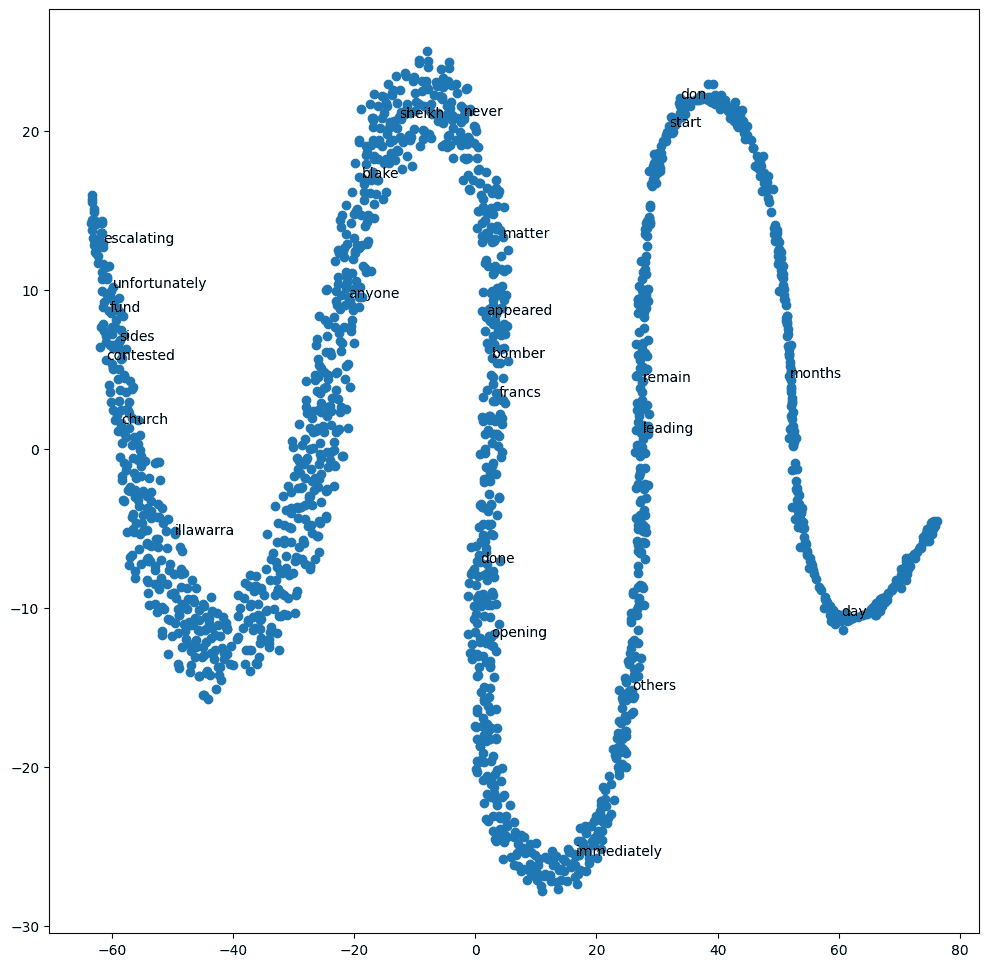 don
start
never
sheikh
blake
matter
escalating
unfortunately
anyone
fund
appeared
sides
contested
bomber
months
remain
francs
church
leading
illawarra
done
day
opening
others
immediately
20
10
0
−10
−20
−30
−60 −40 −20 0 20 40 60 80